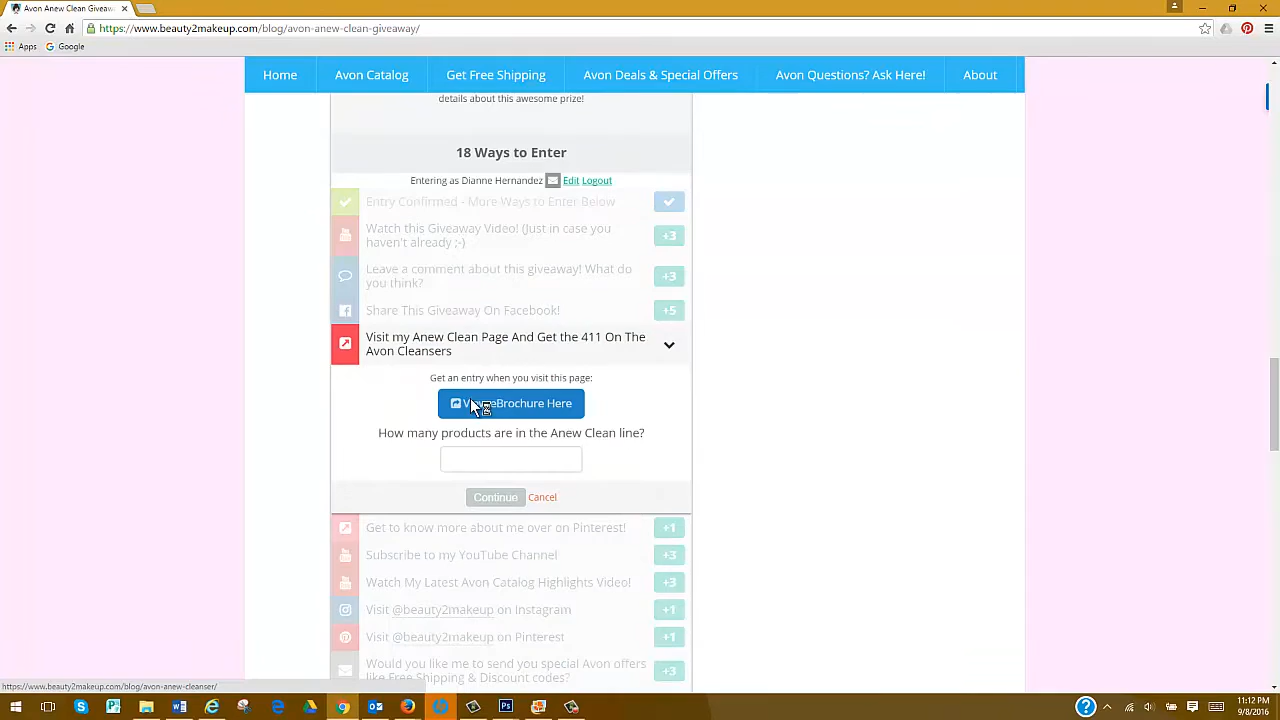 Avon Anew Clean Giveaw
https://www.beauty2makeup.com/blog/avon-anew-clean-giveaway/
Apps Google
Home Avon Catalog Get Free Shipping Avon Deals & Special Offers Avon Questions? Ask Here! About
details about this awesome prize!
18 Ways to Enter
Entering as Dianne Hernandez Edit Logout
Entry Confirmed - More Ways to Enter Below
Watch this Giveaway Video! (Just in case you
haven't already ;-)
+3
Leave a comment about this giveaway! What do
you think?
+3
Share This Giveaway On Facebook! +5
Visit my Anew Clean Page And Get the 411 On The
Avon Cleansers
Get an entry when you visit this page:
eBrochure Here
How many products are in the Anew Clean line?
Continue Cancel
Get to know more about me over on Pinterest! +1
Subscribe to my YouTube Channel +3
Watch My Latest Avon Catalog Highlights Video! +3
Visit @beauty2makeup on Instagram +1
Visit @beauty2makeup on Pinterest +1
Would you like me to send you special Avon offers
like Free Shipping & Discount codes?
+3
https://www.beauty2makeup.com/blog/avon-anew-cleanser/
11:12 PM
9/8/2016